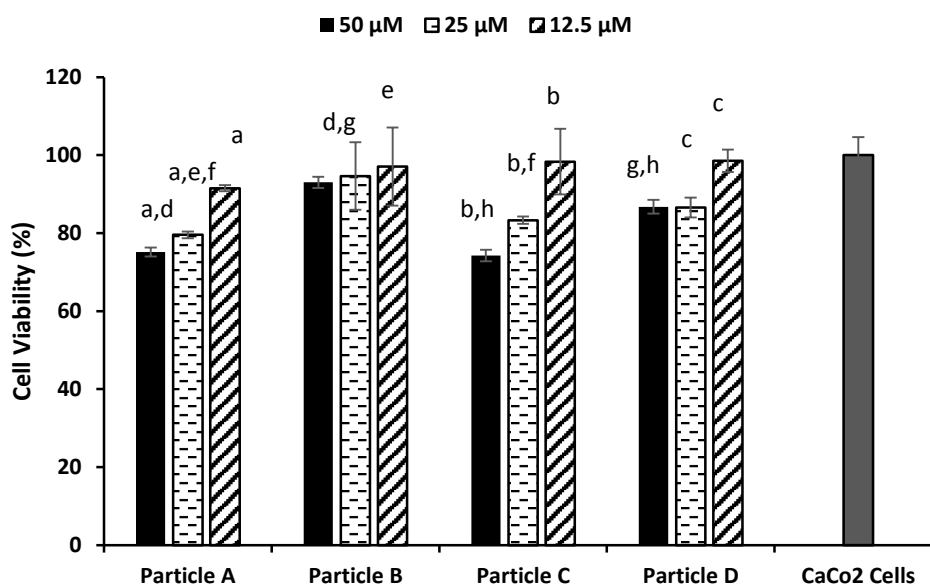 50 μM 25 μM 12.5 μM
Cell Viability (%)
120
100
80
60
40
20
0
a,d
a,e,f
a
d,g
e
b,h
b,f
b
g,h
c
c
Particle A Particle B Particle C Particle D CaCo2 Cells